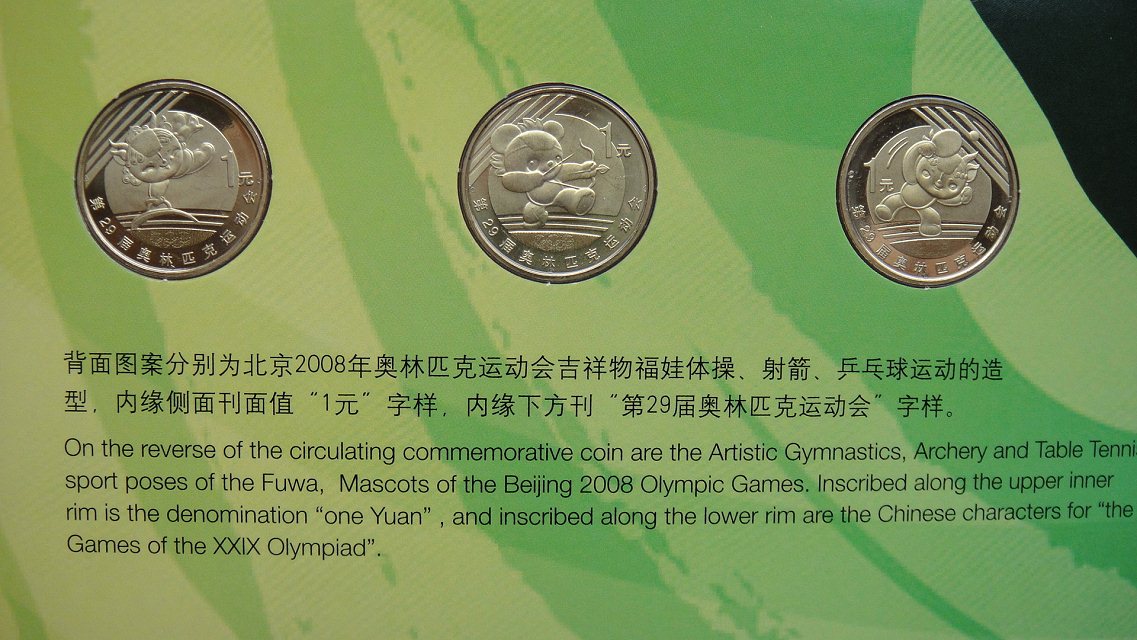 1元
第29届奥林匹克运动会
1元
第29届奥林匹克运动会
1元
第29届奥林匹克运动会
背面图案分别为北京2008年奥林匹克运动会吉祥物福娃体操、射箭、乒乓球运动的造
型，内缘侧面刊面值“1元”字样，内缘下方刊“第29届奥林匹克运动会”字样。
On the reverse of the circulating commemorative coin are the Artistic Gymnastics, Archery and Table Tennis
sport poses of the Fuwa, Mascots of the Beijing 2008 Olympic Games. Inscribed along the upper inner
rim is the denomination “one Yuan” , and inscribed along the lower rim are the Chinese characters for “the
Games of the XXIX Olympiad”.